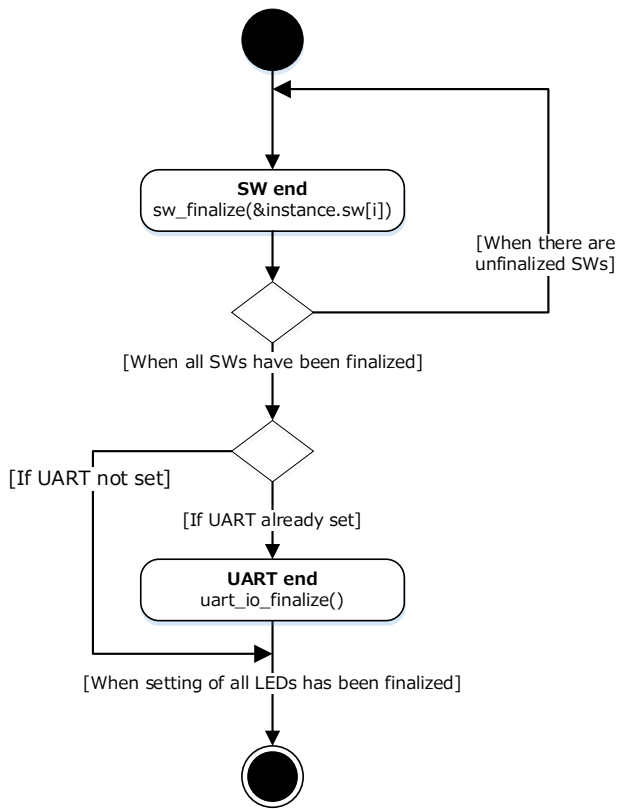 SW end
sw_finalize(&instance.sw[i])
[When there are
unfinalized SWs]
[When all SWs have been finalized]
[If UART not set]
[If UART already set]
UART end
uart_io_finalize()
[When setting of all LEDs has been finalized]